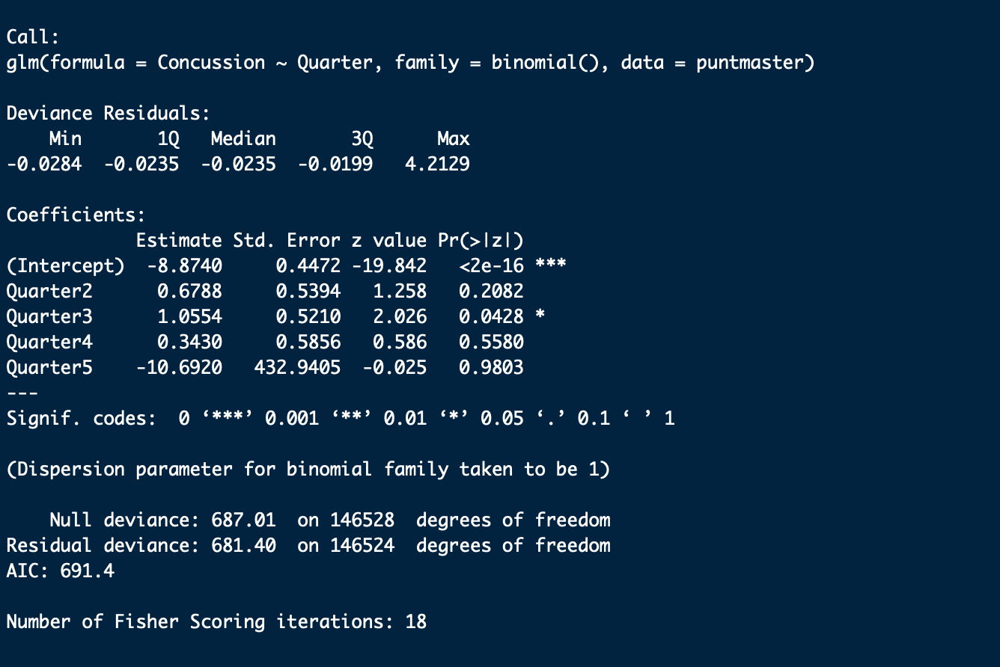 Call:
glm(formula = Concussion ~ Quarter, family = binomial(), data = puntmaster)

Deviance Residuals:
    Min       1Q   Median       3Q      Max
-0.0284  -0.0235  -0.0235  -0.0199   4.2129

Coefficients:
            Estimate Std. Error z value Pr(>|z|)
(Intercept)  -8.8740     0.4472 -19.842   <2e-16 ***
Quarter2      0.6788     0.5394   1.258   0.2082
Quarter3      1.0554     0.5210   2.026   0.0428 *
Quarter4      0.3430     0.5856   0.586   0.5580
Quarter5    -10.6920   432.9405  -0.025   0.9803
---
Signif. codes:  0 ‘***’ 0.001 ‘**’ 0.01 ‘*’ 0.05 ‘.’ 0.1 ‘ ’ 1

(Dispersion parameter for binomial family taken to be 1)

    Null deviance: 687.01  on 146528  degrees of freedom
Residual deviance: 681.40  on 146524  degrees of freedom
AIC: 691.4

Number of Fisher Scoring iterations: 18